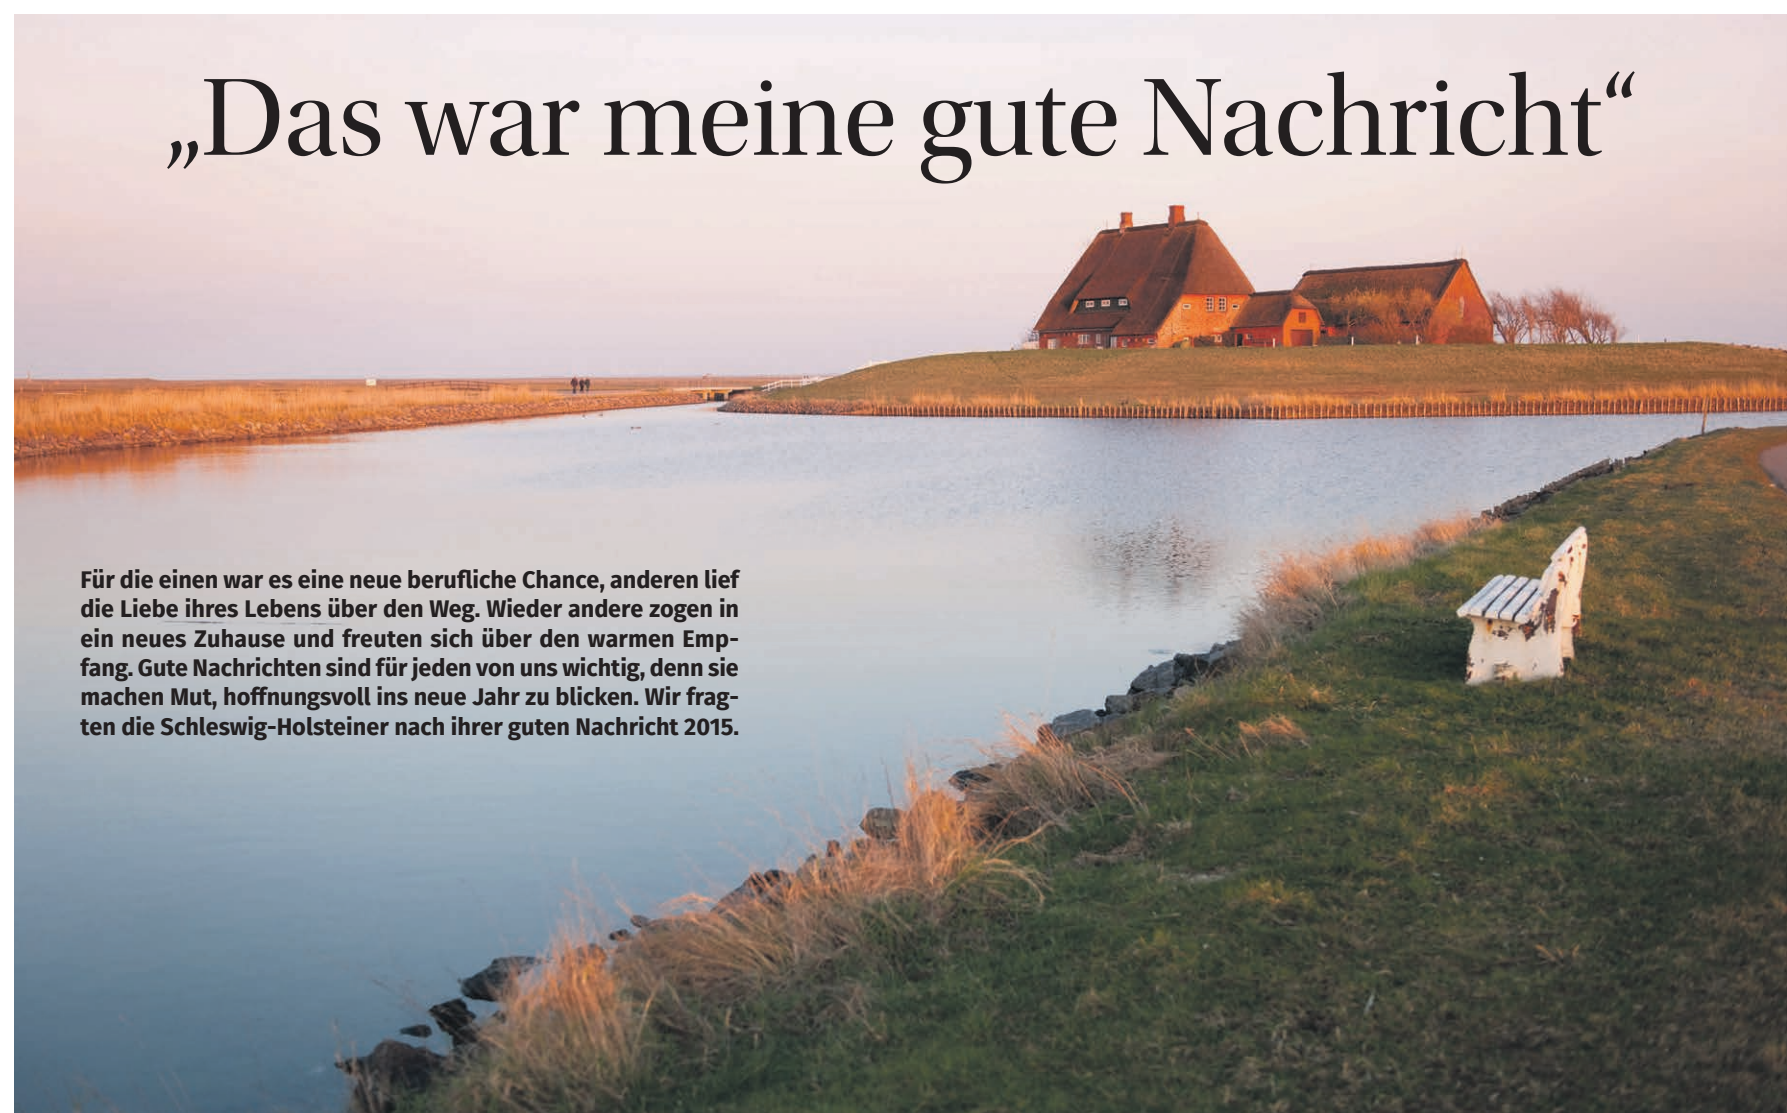 „Das war meine gute Nachricht“
Für die einen war es eine neue berufliche Chance, anderen lief
die Liebe ihres Lebens über den Weg. Wieder andere zogen in
ein neues Zuhause und freuten sich über den warmen Emp-
fang. Gute Nachrichten sind für jeden von uns wichtig, denn sie
machen Mut, hoffnungsvoll ins neue Jahr zu blicken. Wir frag-
ten die Schleswig-Holsteiner nach ihrer guten Nachricht 2015.